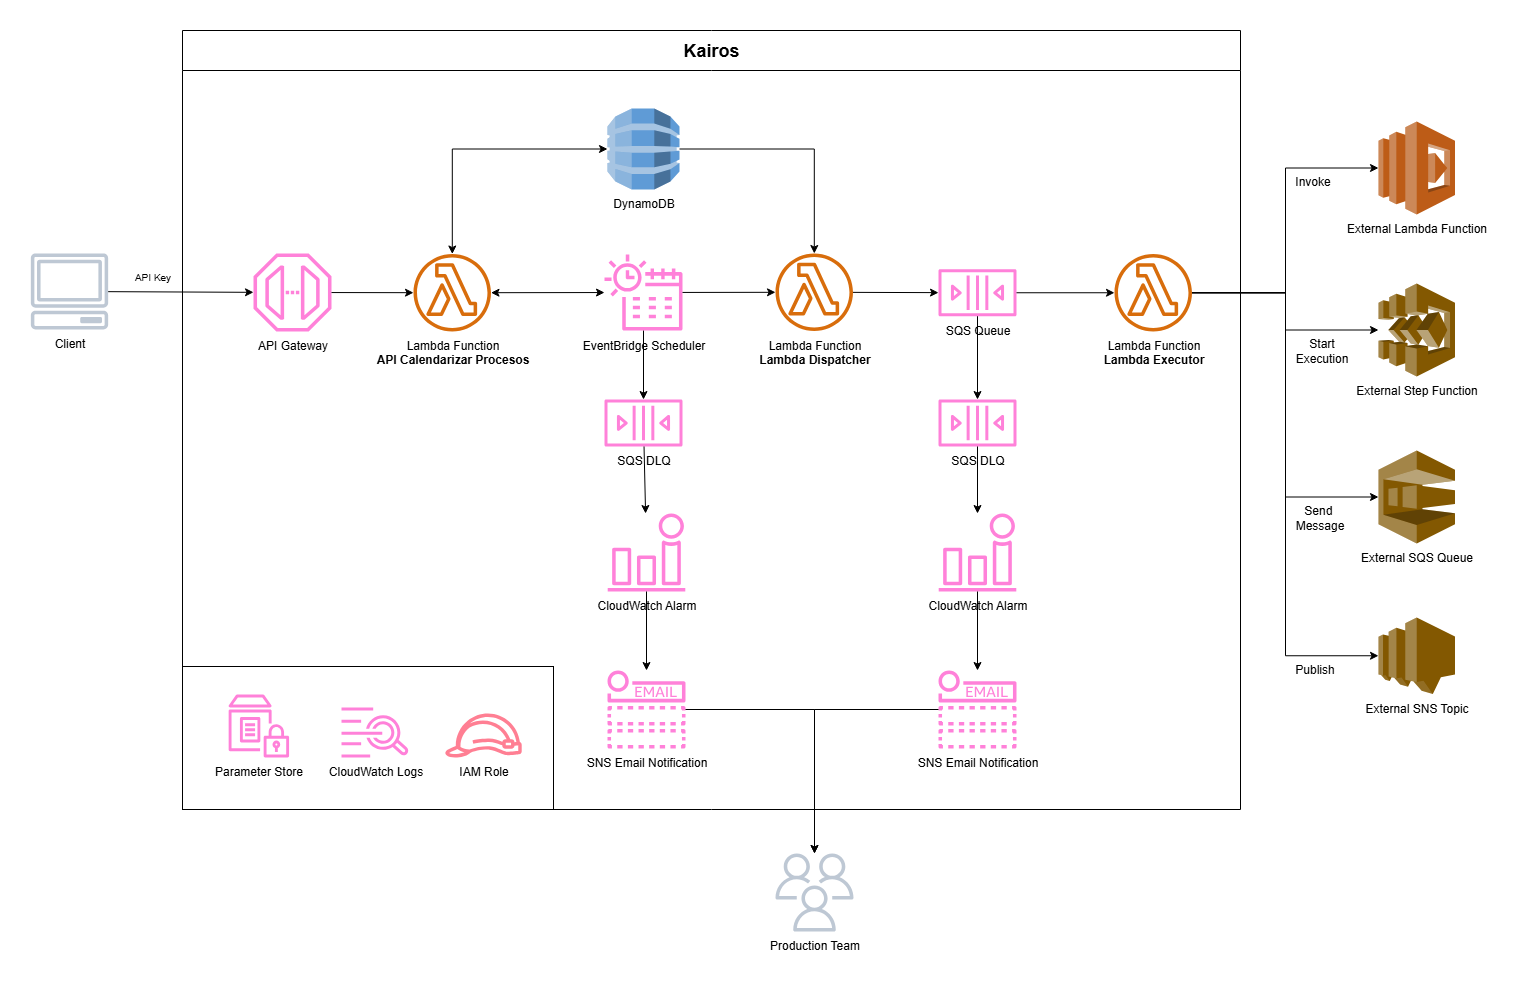 Kairos
DynamoDB
Invoke
External Lambda Function
API Key
Client
API Gateway
Lambda Function
API Calendarizar Procesos
EventBridge Scheduler
Lambda Function
Lambda Dispatcher
SQS Queue
Lambda Function
Lambda Executor
Start
Execution
External Step Function
SQS DLQ
SQS DLQ
Send
Message
External SQS Queue
CloudWatch Alarm
CloudWatch Alarm
Publish
External SNS Topic
EMAIL
EMAIL
SNS Email Notification
SNS Email Notification
Parameter Store
CloudWatch Logs
IAM Role
Production Team